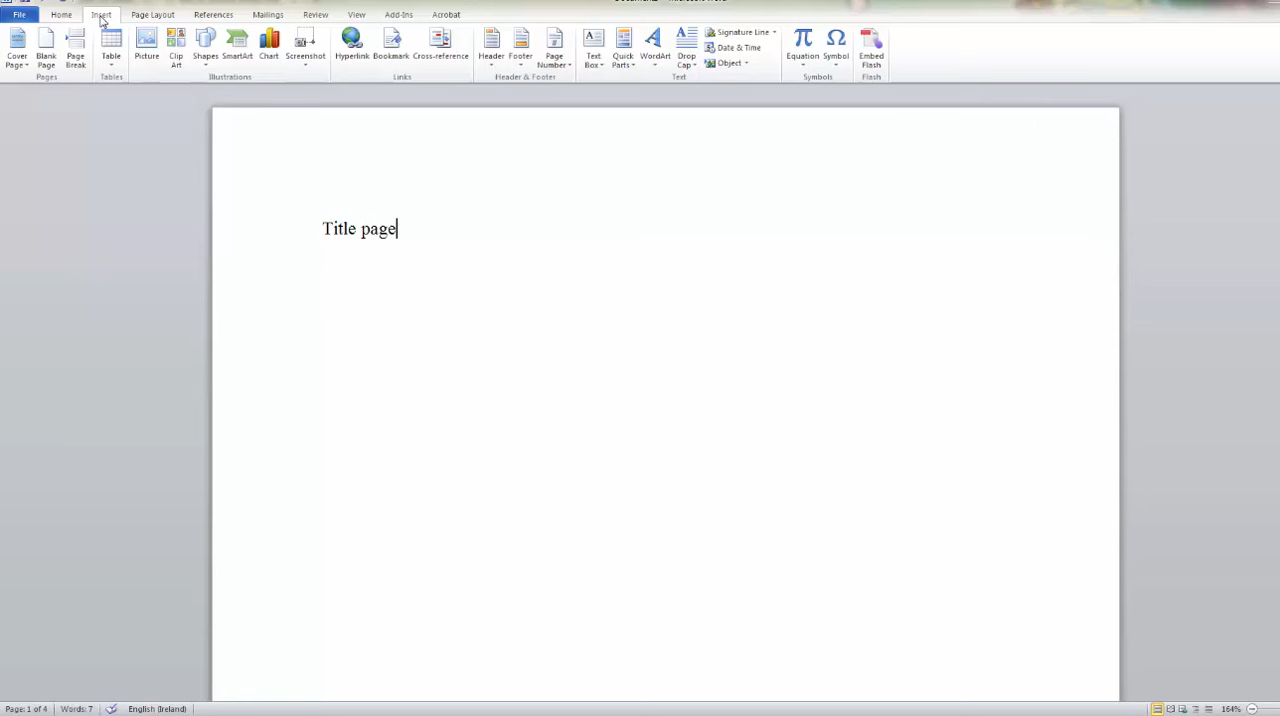 File Home Insert Page Layout References Mailings Review View Add-Ins Acrobat
Cover Page Blank Page Page Break Table Picture Clip Art Shapes SmartArt Chart Screenshot Hyperlink Bookmark Cross-reference Header Footer Page Number Text Box Quick Parts WordArt Drop Cap Signature Line Date & Time Object Equation Symbol Embed Flash
Pages Tables Illustrations Links Header & Footer Text Symbols Flash
Title page
Page: 1 of 4 Words: 7 English (Ireland) 164%